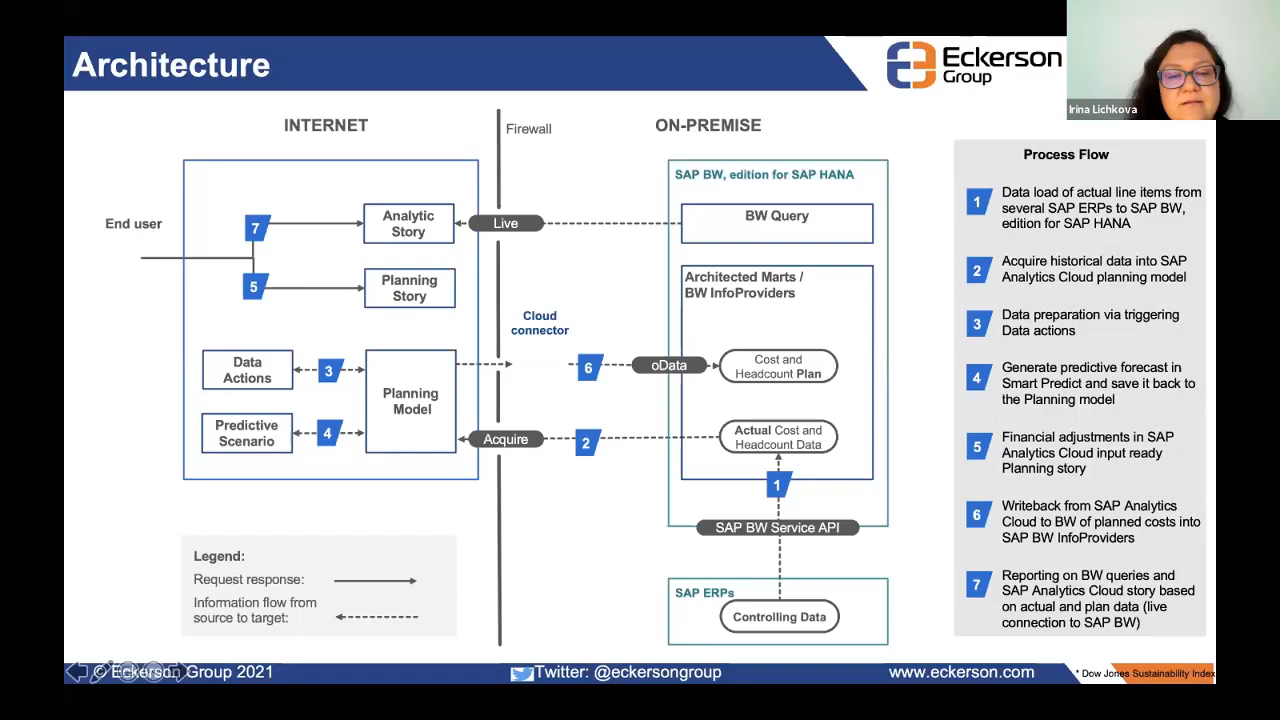 Architecture
Eckerson
Group
Irina Lichkova
INTERNET
Firewall
ON-PREMISE
End user
7
5
Analytic
Story
Planning
Story
Live
Cloud
connector
Data
Actions
3
Predictive
Scenario
4
Planning
Model
Acquire
6
oData
2
SAP BW, edition for SAP HANA
BW Query
Architected Marts /
BW InfoProviders
Cost and
Headcount Plan
Actual Cost and
Headcount Data
1
SAP BW Service API
SAP ERPs
Controlling Data
Legend:
Request response:
Information flow from
source to target:
Process Flow
1
Data load of actual line items from
several SAP ERPs to SAP BW,
edition for SAP HANA
2
Acquire historical data into SAP
Analytics Cloud planning model
3
Data preparation via triggering
Data actions
4
Generate predictive forecast in
Smart Predict and save it back to
the Planning model
5
Financial adjustments in SAP
Analytics Cloud input ready
Planning story
6
Writeback from SAP Analytics
Cloud to BW of planned costs into
SAP BW InfoProviders
7
Reporting on BW queries and
SAP Analytics Cloud story based
on actual and plan data (live
connection to SAP BW)
© Eckerson Group 2021
Twitter: @eckersongroup
www.eckerson.com
* Dow Jones Sustainability Index